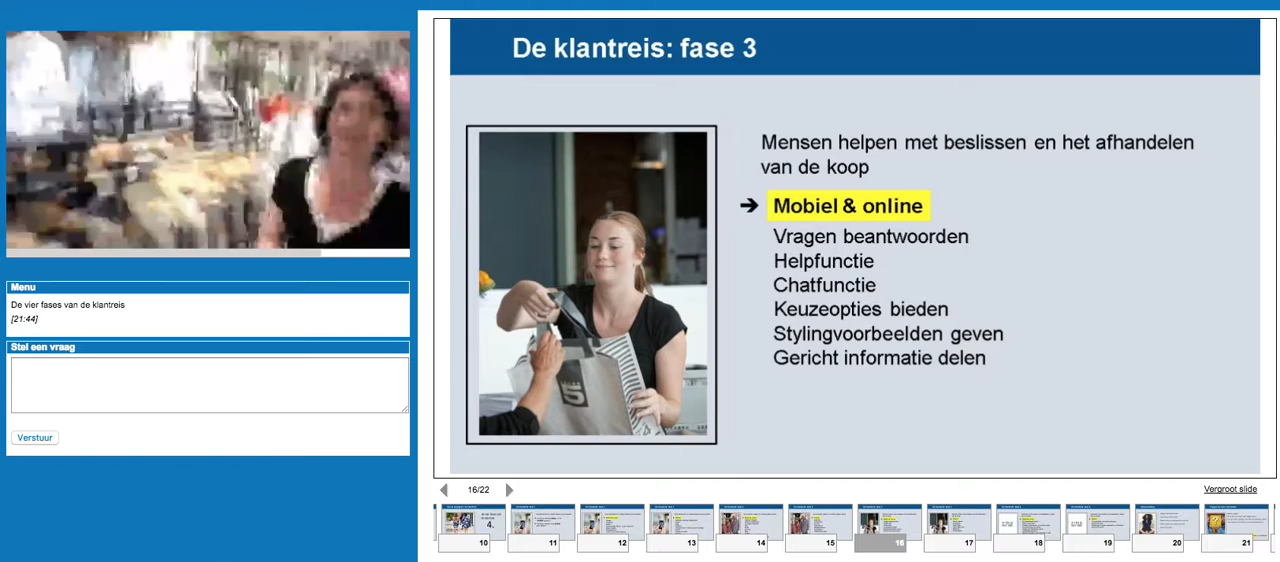 De klantreis: fase 3
Mensen helpen met beslissen en het afhandelen
van de koop
➔ Mobiel & online
Vragen beantwoorden
Helpfunctie
Chatfunctie
Keuzeopties bieden
Stylingvoorbeelden geven
Gericht informatie delen
5
Menu
De vier fases van de klantreis
[21:44]
Stel een vraag
Verstuur
16/22
Vergroot slide
4.
10
11
12
13
14
15
16
17
18
19
20
21